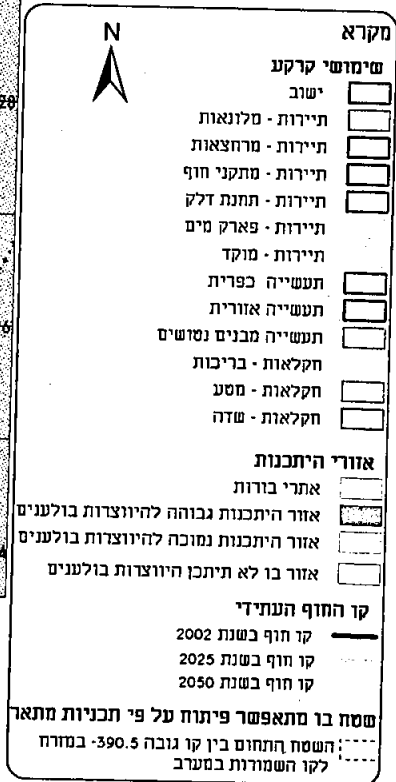 N
מקרא
שימושי קרקע
ישוב
תיירות - מלונאות
תיירות - מרחצאות
תיירות - מתקני חוף
תיירות - תחנת דלק
תיירות - פארק מים
תיירות - מוקד
תעשייה כפרית
תעשייה אזורית
תעשייה מבנים נטושים
חקלאות - בריכות
חקלאות - מטע
חקלאות - שדה
אזורי היתכנות
אתרי בורות
אזור היתכנות גבוהה להיווצרות בולענים
אזור היתכנות נמוכה להיווצרות בולענים
אזור בו לא תיתכן היווצרות בולענים
קו החוף העתידי
קו חוף בשנת 2002
קו חוף בשנת 2025
קו חוף בשנת 2050
שטח בו מתאפשר פיתוח על פי תכניות מתאר
השטח התחום בין קו גובה 390.5- במזרח
לקו השמורות במערב